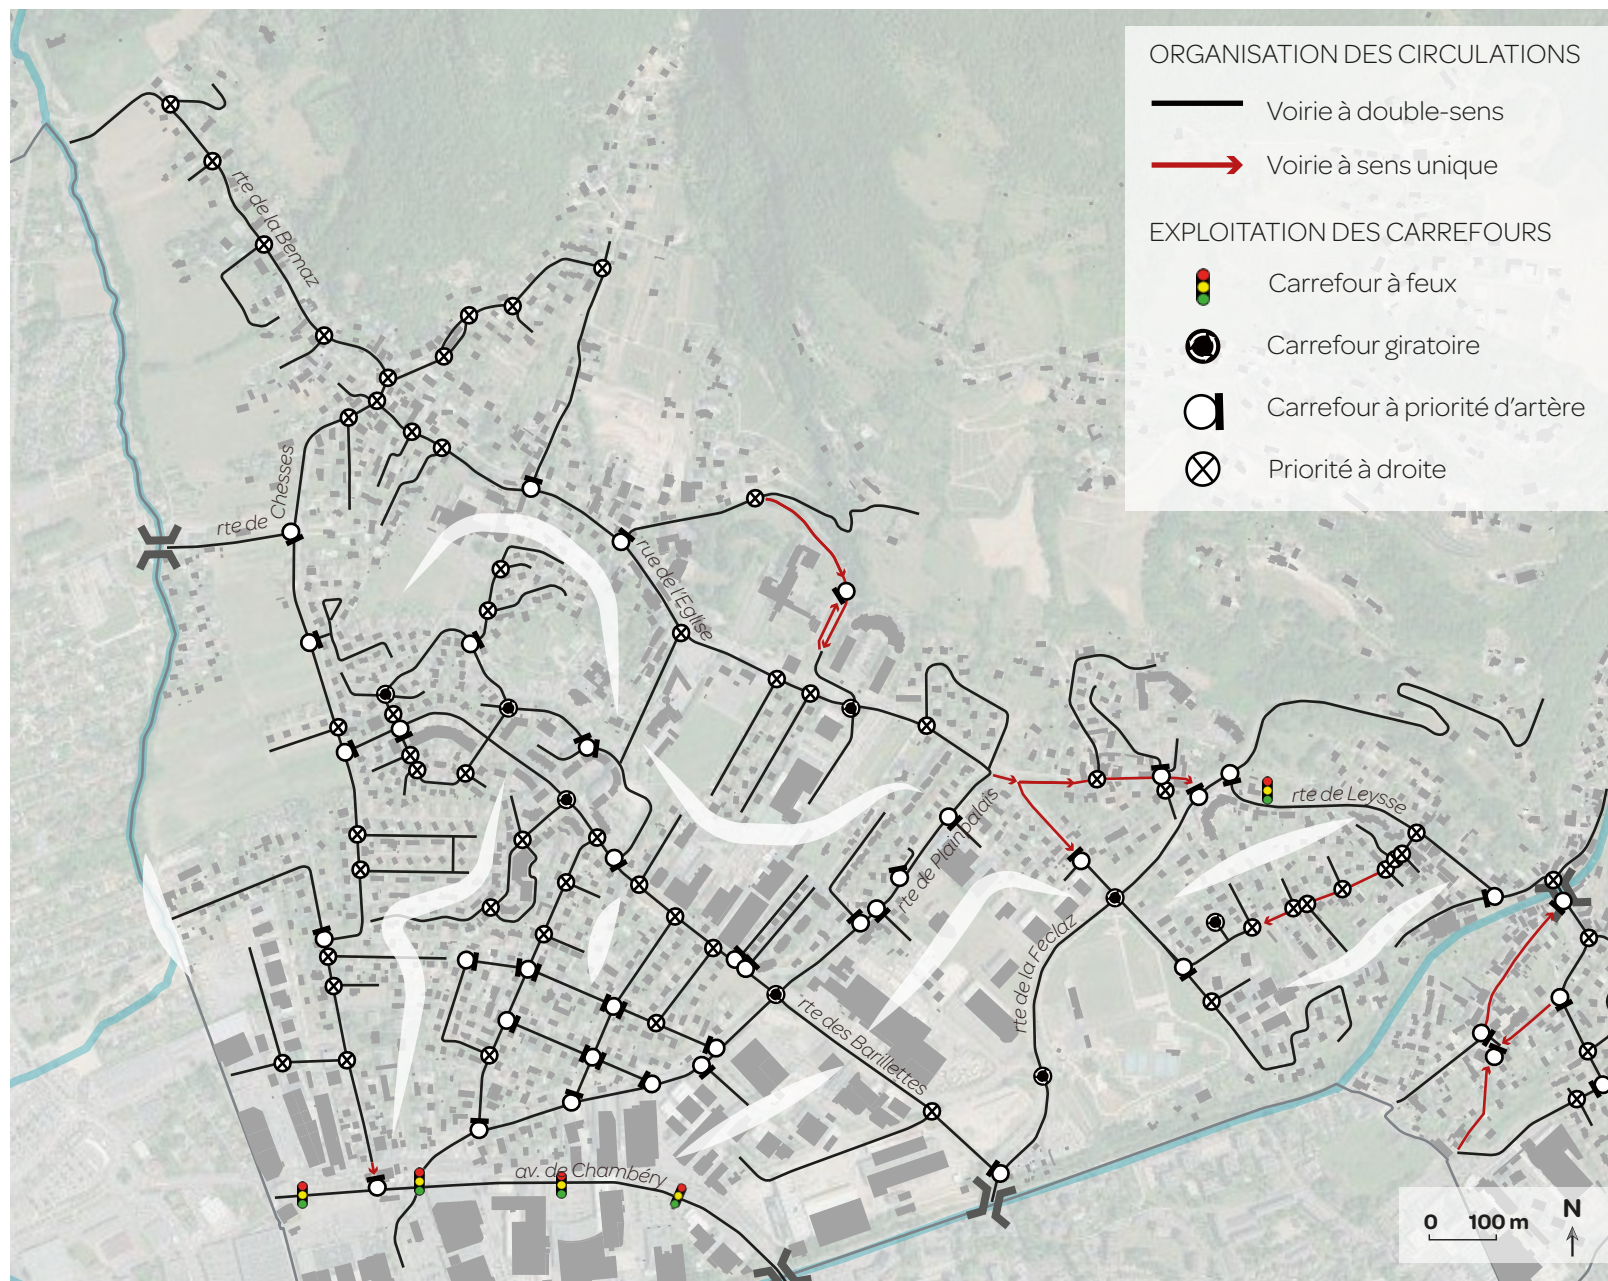 ORGANISATION DES CIRCULATIONS
Voirie à double-sens
Voirie à sens unique
EXPLOITATION DES CARREFOURS
Carrefour à feux
Carrefour giratoire
Carrefour à priorité d'artère
Priorité à droite
rte de la Bemaz
rte de Chesses
rue de l'Eglise
rte de Plainpalais
rte de Leysse
rte de la Feclaz
rte des Barillettes
av. de Chambéry
0 100 m
N